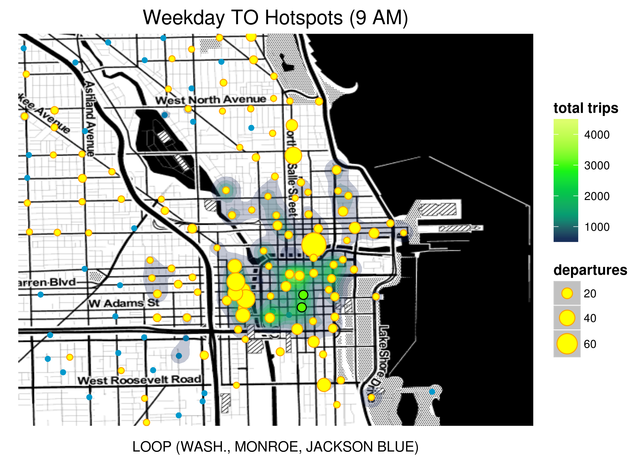 Weekday TO Hotspots (9 AM)
West North Avenue
Ashland Avenue
kee Avenue
orth
Salle Street
arren Blvd
W Adams St
West Roosevelt Road
Lake Shore Dri
total trips
4000
3000
2000
1000
departures
20
40
60
LOOP (WASH., MONROE, JACKSON BLUE)